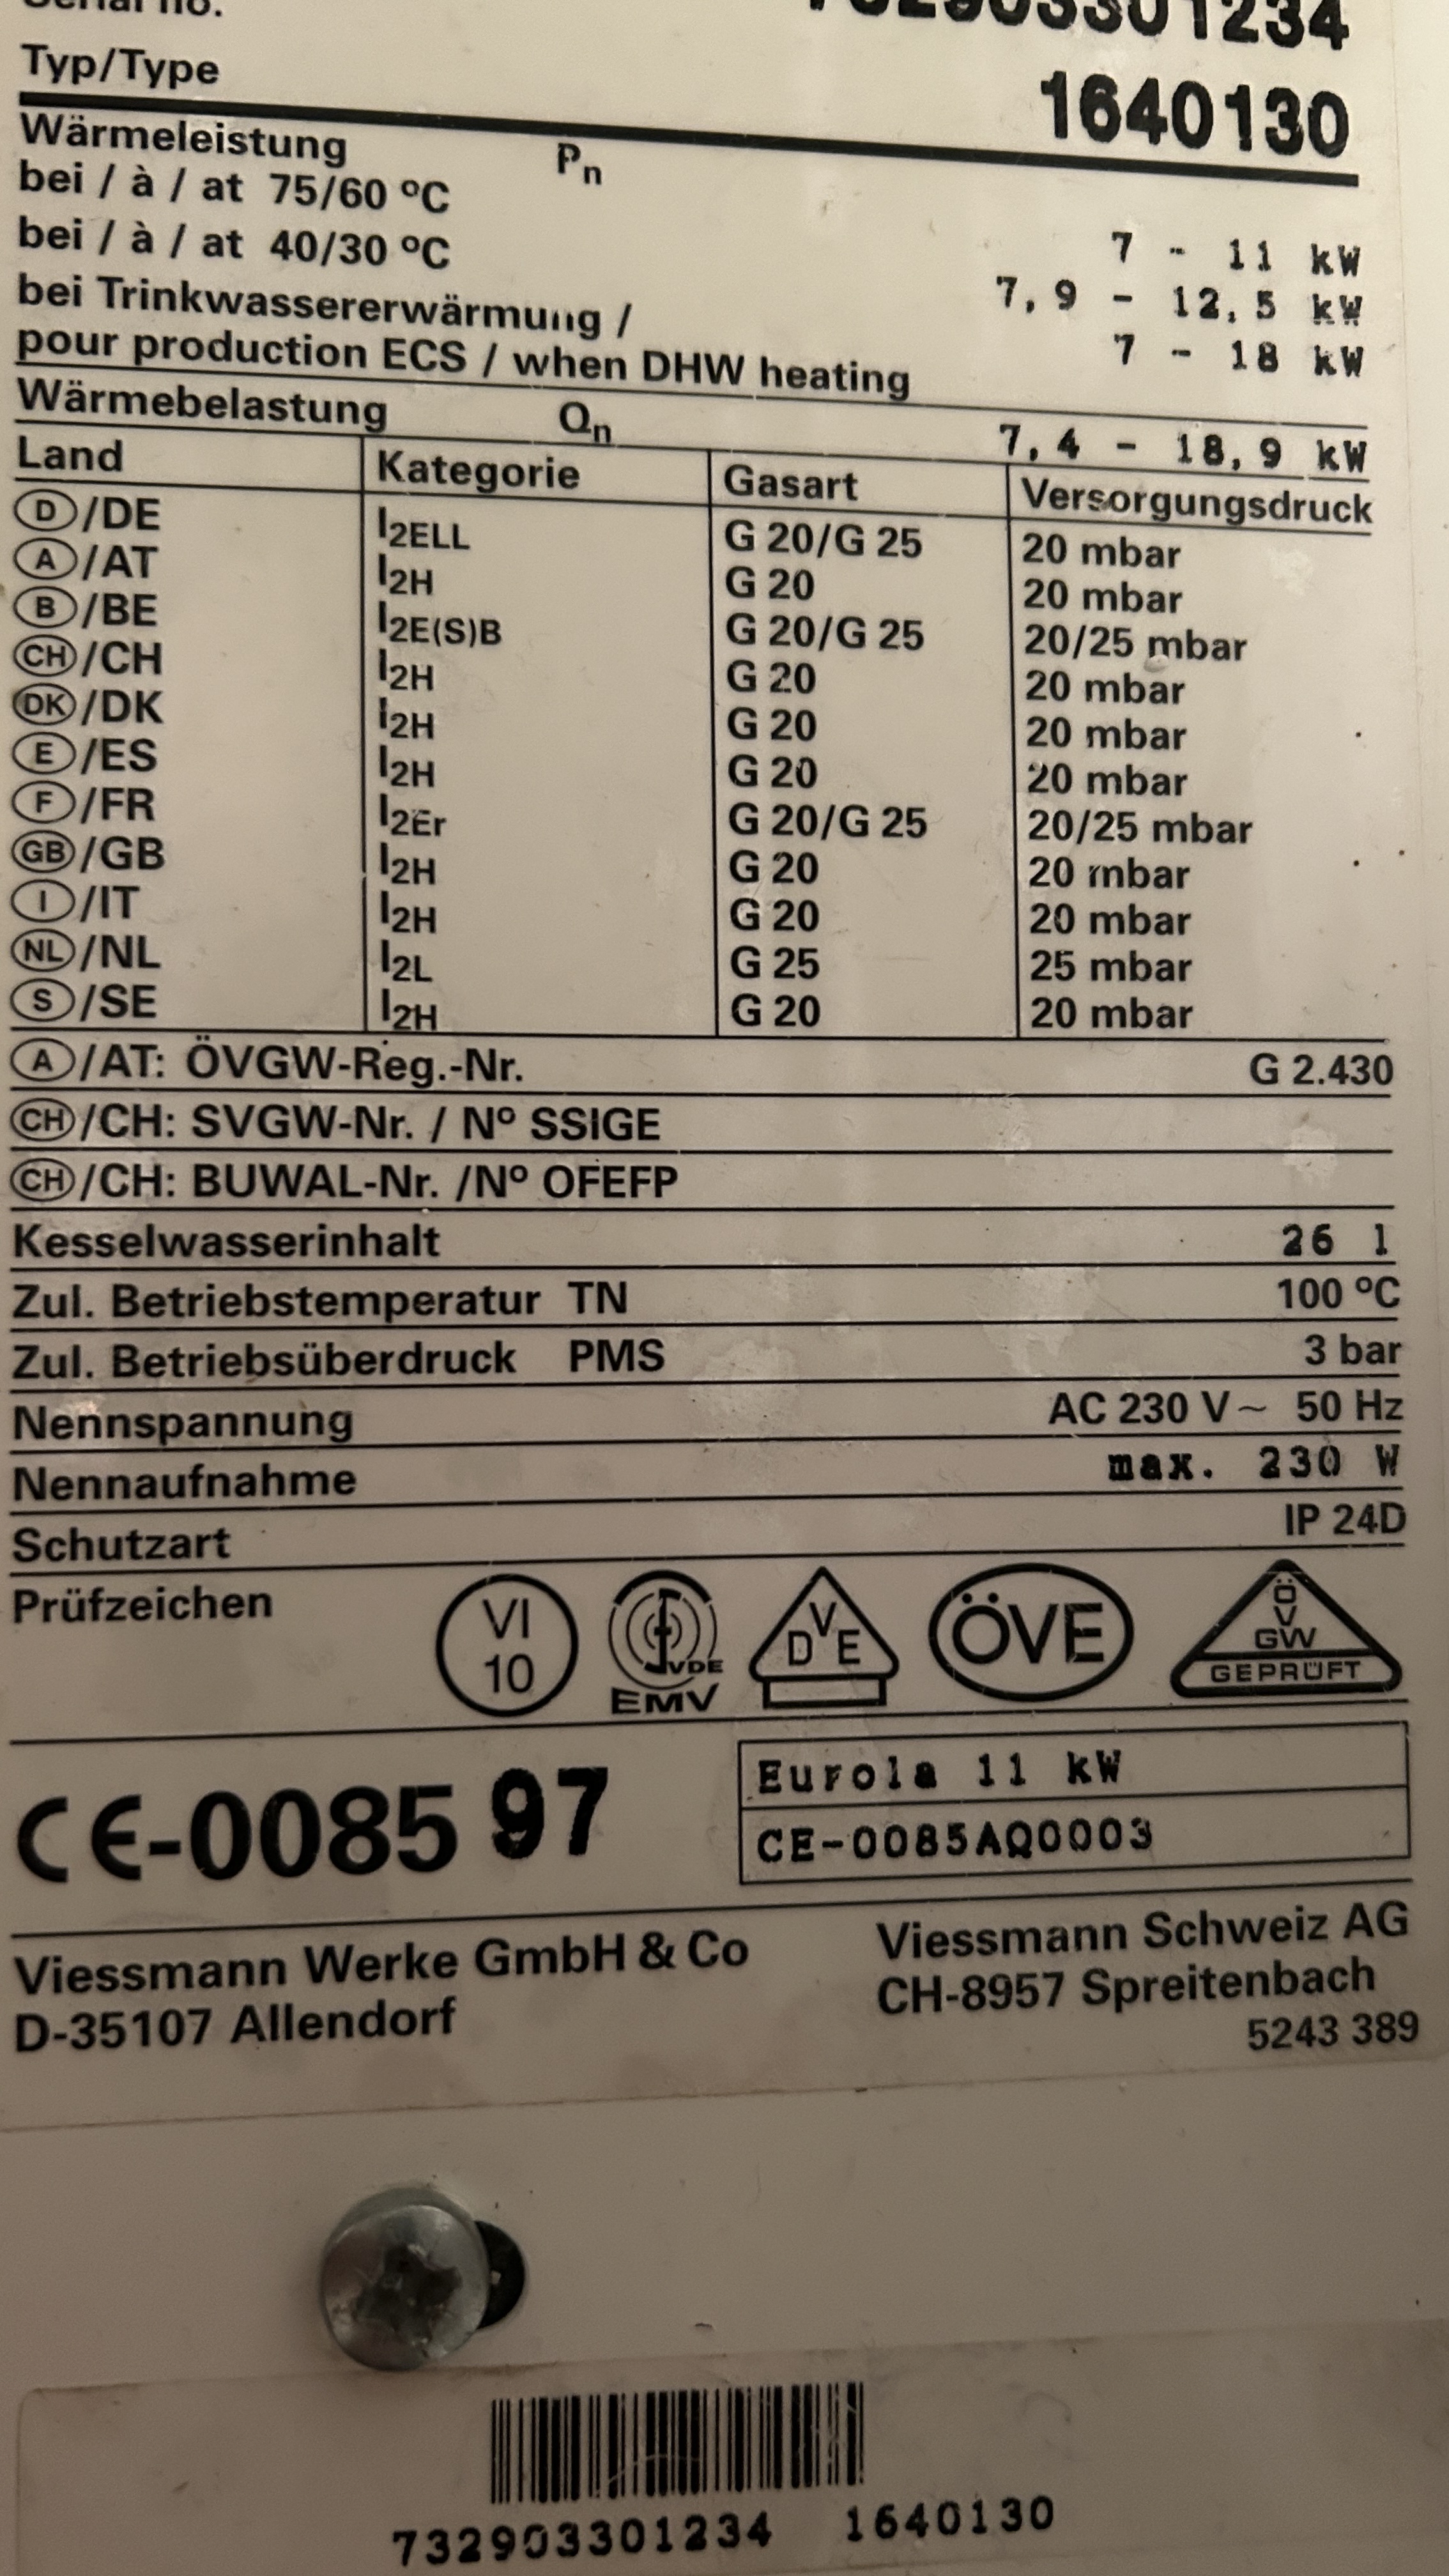 Serial no. 732903301234
Typ/Type 1640130
Wärmeleistung Pn
bei / à / at 75/60 ºC 7 - 11 kW
bei / à / at 40/30 ºC 7,9 - 12,5 kW
bei Trinkwassererwärmung /
pour production ECS / when DHW heating 7 - 18 kW
Wärmebelastung Qn 7,4 - 18,9 kW
Land Kategorie Gasart Versorgungsdruck
D/DE I2ELL G 20/G 25 20 mbar
A/AT I2H G 20 20 mbar
B/BE I2E(S)B G 20/G 25 20/25 mbar
CH/CH I2H G 20 20 mbar
DK/DK I2H G 20 20 mbar
E/ES I2H G 20 20 mbar
F/FR I2Er G 20/G 25 20/25 mbar
GB/GB I2H G 20 20 mbar
I/IT I2H G 20 20 mbar
NL/NL I2L G 25 25 mbar
S/SE I2H G 20 20 mbar
A/AT: ÖVGW-Reg.-Nr. G 2.430
CH/CH: SVGW-Nr. / Nº SSIGE
CH/CH: BUWAL-Nr. /Nº OFEFP
Kesselwasserinhalt 26 l
Zul. Betriebstemperatur TN 100 ºC
Zul. Betriebsüberdruck PMS 3 bar
Nennspannung AC 230 V~ 50 Hz
Nennaufnahme max. 230 W
Schutzart IP 24D
Prüfzeichen
VI
10
VDE
EMV
DVE
ÖVE
ÖVGW
GEPRÜFT
CE-0085 97
Eurola 11 kW
CE-0085AQ0003
Viessmann Werke GmbH & Co
D-35107 Allendorf
Viessmann Schweiz AG
CH-8957 Spreitenbach
5243 389
732903301234 1640130